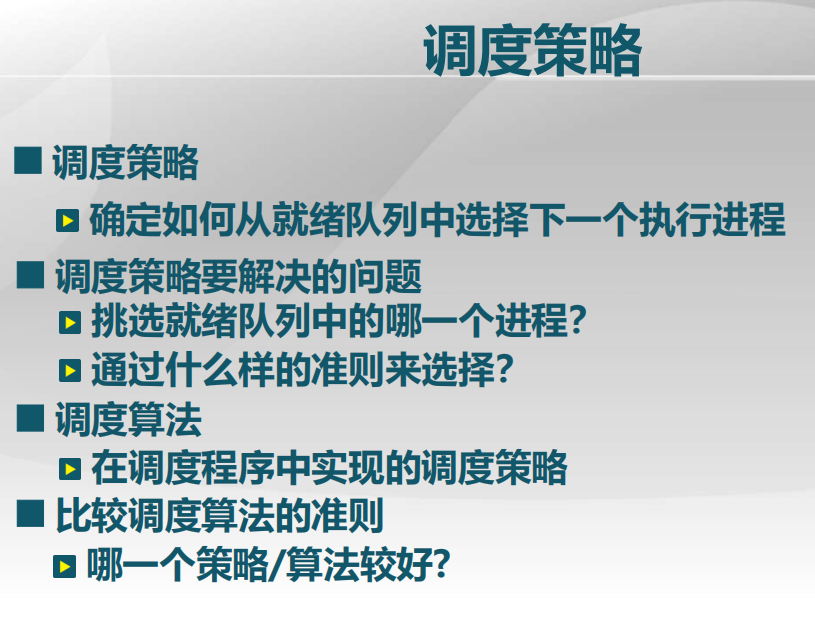 调度策略
调度策略
确定如何从就绪队列中选择下一个执行进程
调度策略要解决的问题
挑选就绪队列中的哪一个进程?
通过什么样的准则来选择?
调度算法
在调度程序中实现的调度策略
比较调度算法的准则
哪一个策略/算法较好?